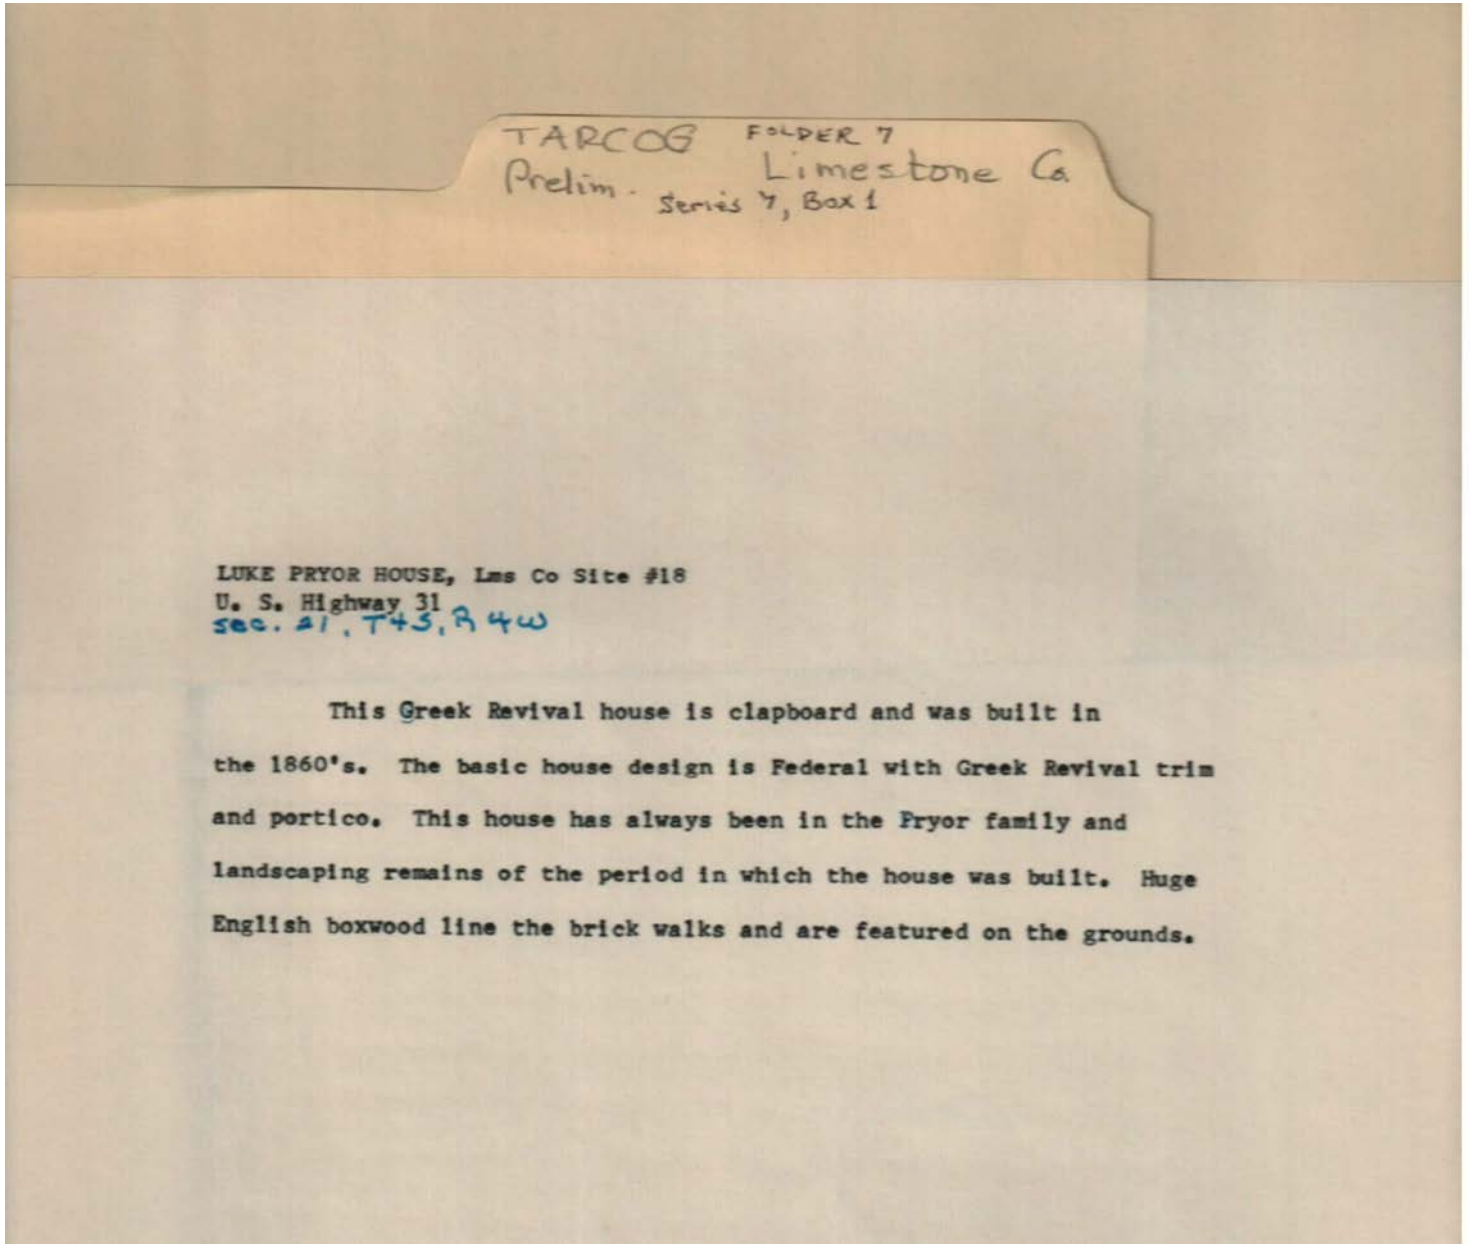 TARCOG FOLDER 7
Prelim. Limestone Co
Series 7, Box 1
LUKE PRYOR HOUSE, Lms Co Site #18
U. S. Highway 31
sec. 21, T4S, R4W
This Greek Revival house is clapboard and was built in
the 1860's. The basic house design is Federal with Greek Revival trim
and portico. This house has always been in the Pryor family and
landscaping remains of the period in which the house was built. Huge
English boxwood line the brick walks and are featured on the grounds.